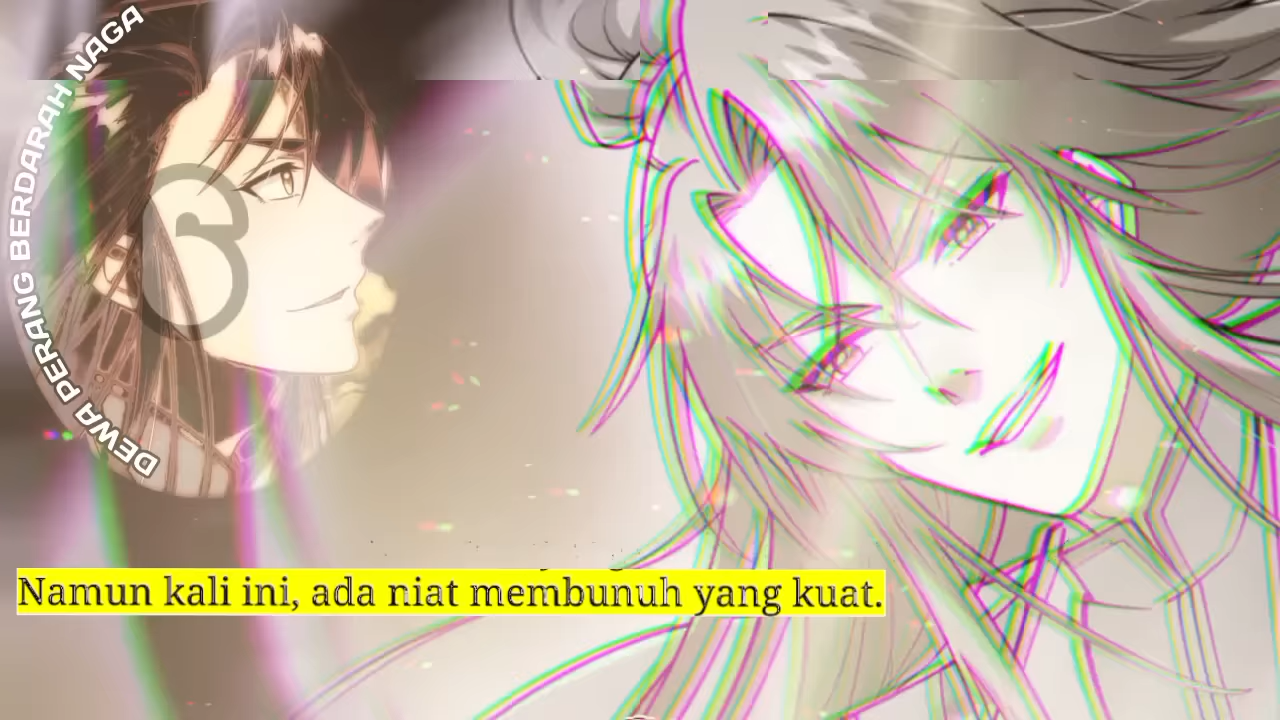 DEWA PERANG BERDARAH NAGA
Namun kali ini, ada niat membunuh yang kuat.